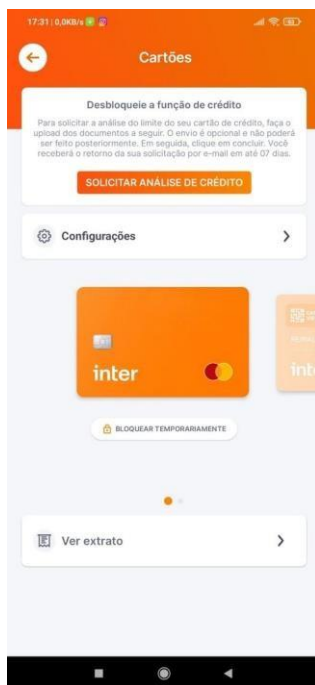 17:31 | 0,0KB/s
Cartões
Desbloqueie a função de crédito
Para solicitar a análise do limite do seu cartão de crédito, faça o
upload dos documentos a seguir. O envio é opcional e não poderá
ser feito posteriormente. Em seguida, clique em concluir. Você
receberá o retorno da sua solicitação por e-mail em até 07 dias.
SOLICITAR ANÁLISE DE CRÉDITO
Configurações
inter
BLOQUEAR TEMPORARIAMENTE
Ver extrato